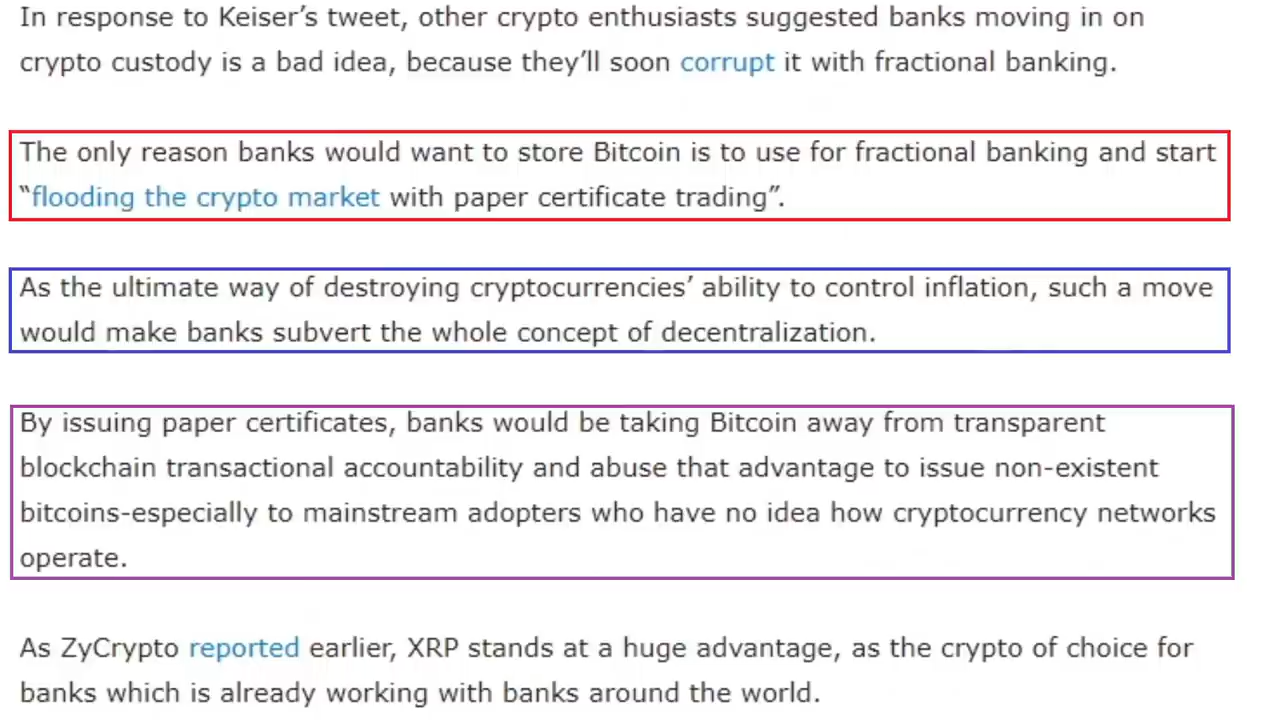 In response to Keiser’s tweet, other crypto enthusiasts suggested banks moving in on
crypto custody is a bad idea, because they’ll soon corrupt it with fractional banking.
The only reason banks would want to store Bitcoin is to use for fractional banking and start
“flooding the crypto market with paper certificate trading”.
As the ultimate way of destroying cryptocurrencies’ ability to control inflation, such a move
would make banks subvert the whole concept of decentralization.
By issuing paper certificates, banks would be taking Bitcoin away from transparent
blockchain transactional accountability and abuse that advantage to issue non-existent
bitcoins-especially to mainstream adopters who have no idea how cryptocurrency networks
operate.
As ZyCrypto reported earlier, XRP stands at a huge advantage, as the crypto of choice for
banks which is already working with banks around the world.